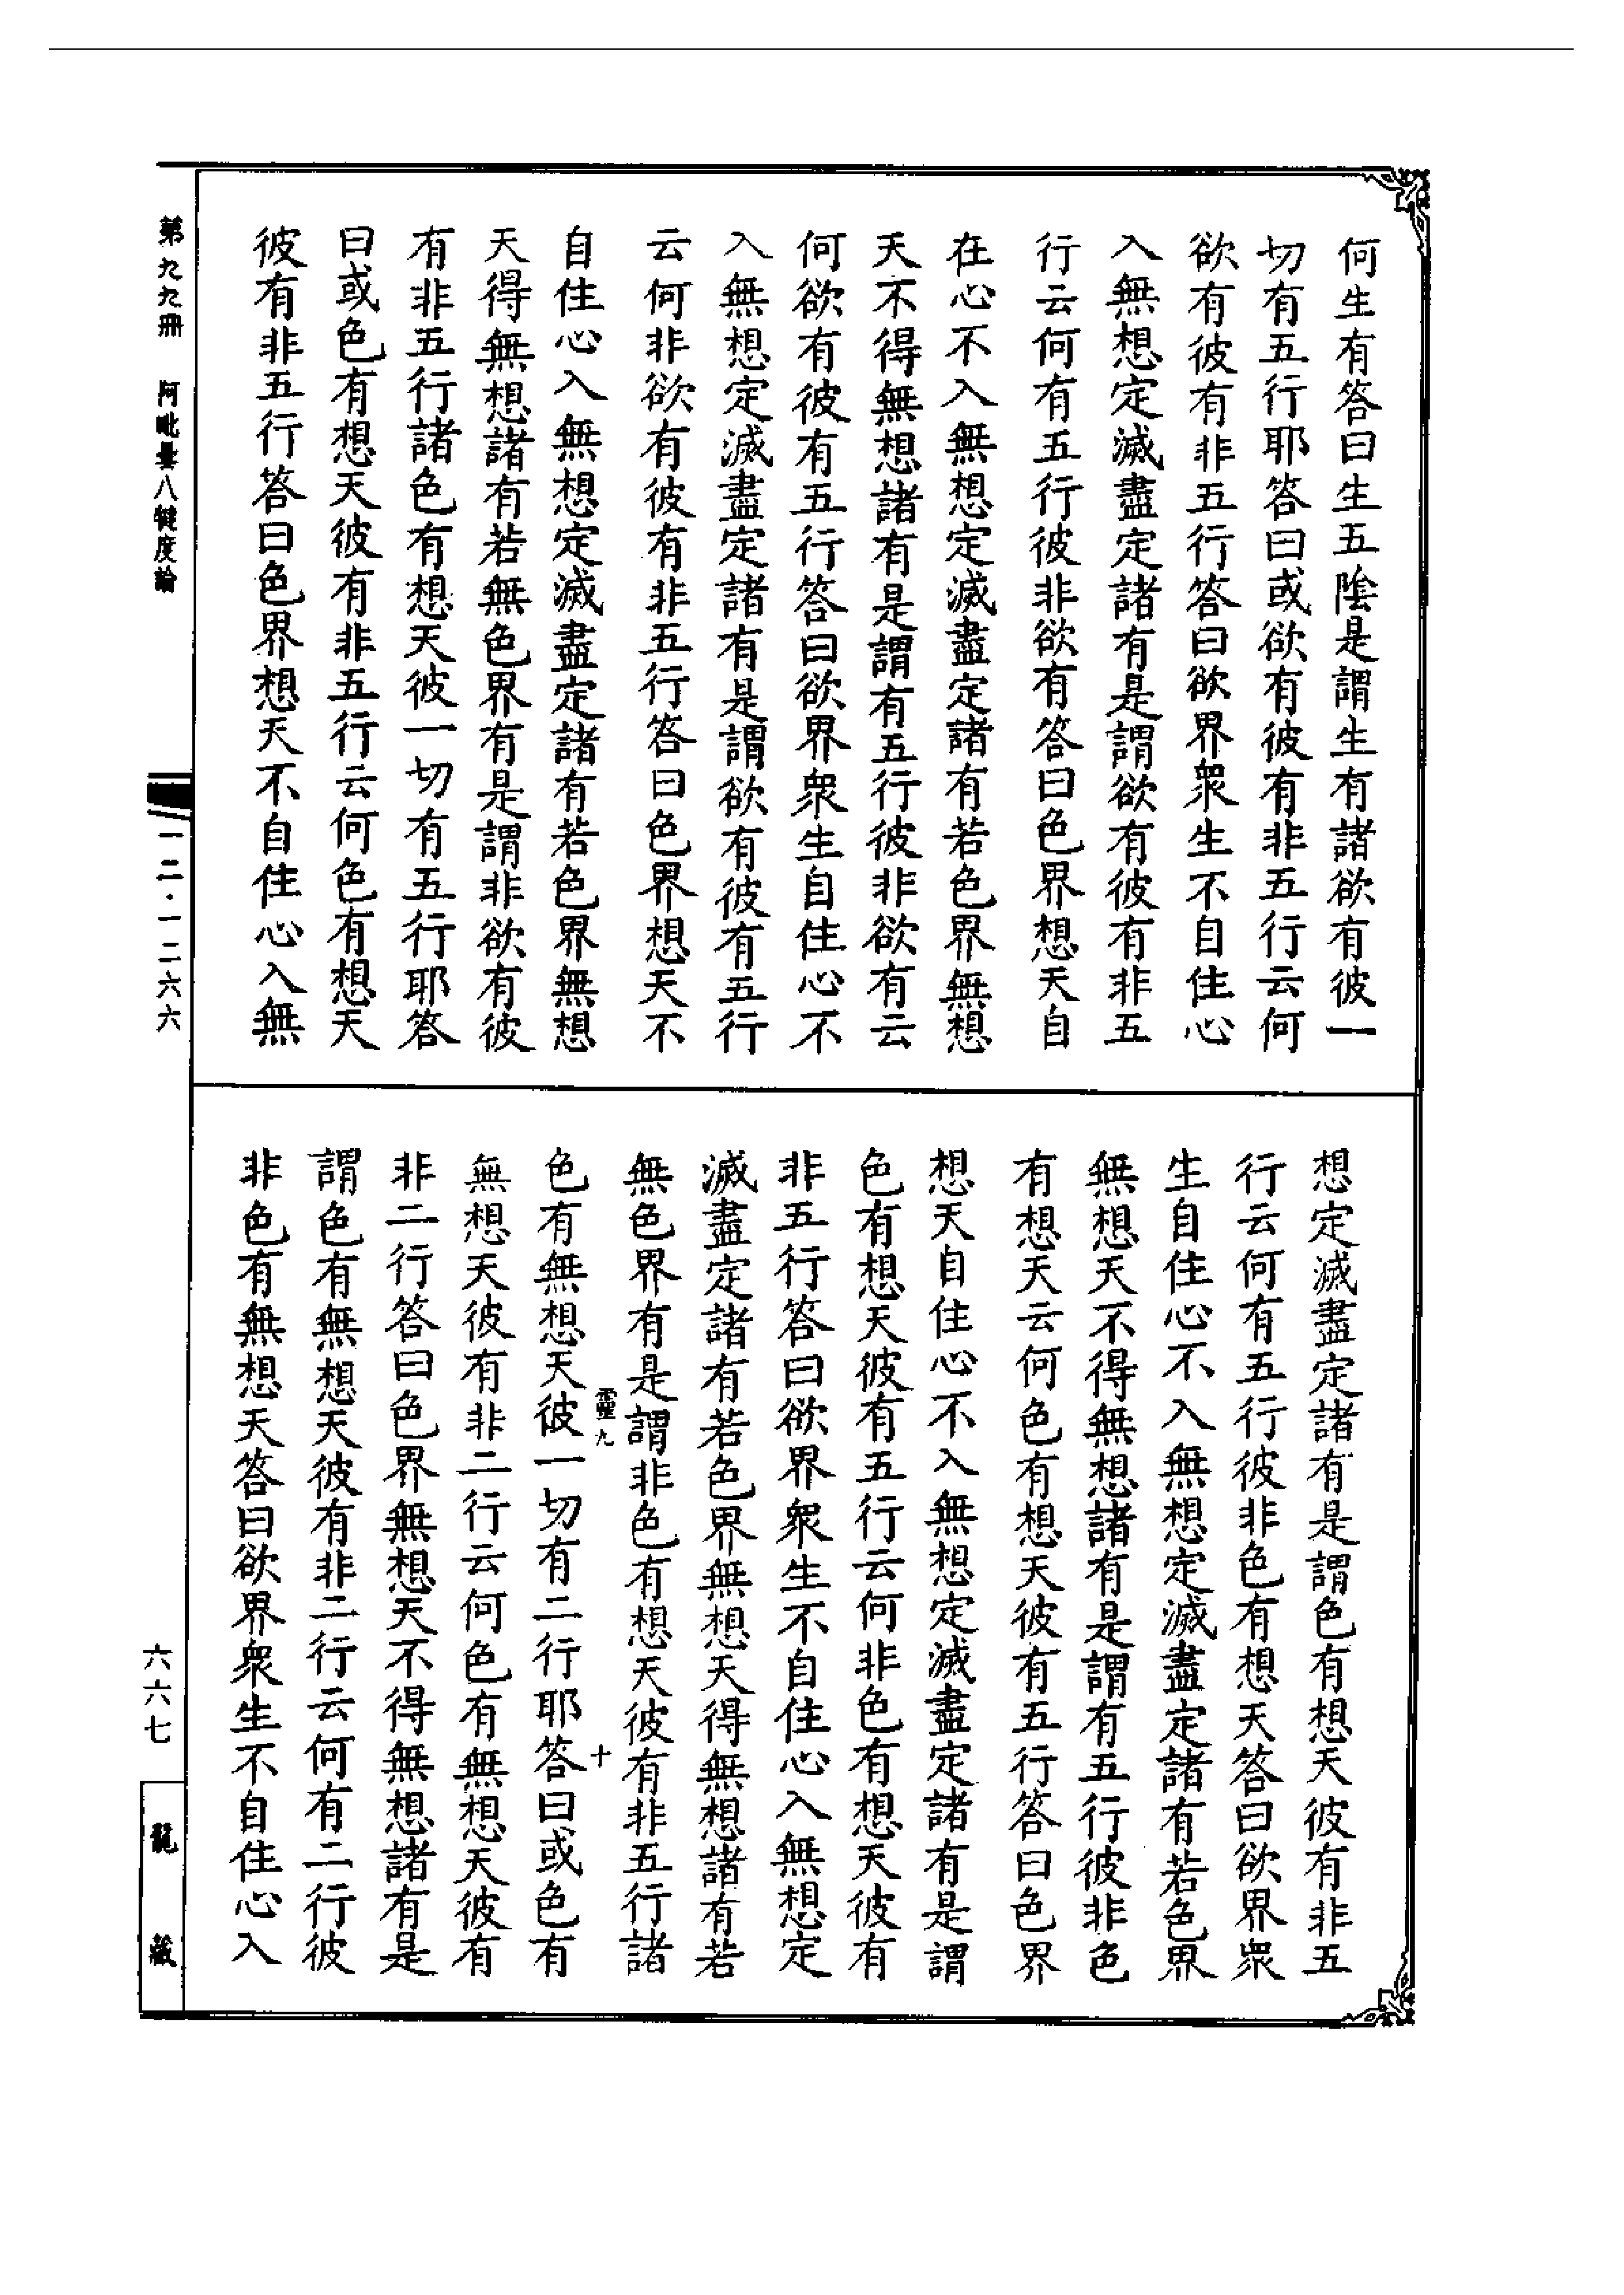 何生有答曰生五陰是謂生有諸欲有彼一
切有五行耶答曰或欲有彼有非五行云何
欲有彼有非五行答曰欲界衆生不自住心
入無想定滅盡定諸有是謂欲有彼有非五
行云何有五行彼非欲有答曰色界想天自
在心不入無想定滅盡定諸有若色界無想
天不得無想諸有是謂有五行彼非欲有云
何欲有彼有五行答曰欲界衆生自住心不
入無想定滅盡定諸有是謂欲有彼有五行
云何非欲有彼有非五行答曰色界想天不
自住心入無想定滅盡定諸有若色界無想
天得無想諸有若無色界有是謂非欲有彼
有非五行諸色有想天彼一切有五行耶答
曰或色有想天彼有非五行云何色有想天
彼有非五行答曰色界想天不自住心入無
第九九冊 阿毗曇八犍度論
一二·一二六六
想定滅盡定諸有是謂色有想天彼有非五
行云何有五行彼非色有想天答曰欲界衆
生自住心不入無想定滅盡定諸有若色界
無想天不得無想諸有是謂有五行彼非色
有想天云何色有想天彼有五行答曰色界
想天自住心不入無想定滅盡定諸有是謂
色有想天彼有五行云何非色有想天彼有
非五行答曰欲界衆生不自住心入無想定
滅盡定諸有若色界無想天得無想諸有若
無色界有是謂非色有想天彼有非五行諸
靈九 十
色有無想天彼一切有二行耶答曰或色有
無想天彼有非二行云何色有無想天彼有
非二行答曰色界無想天不得無想諸有是
謂色有無想天彼有非二行云何有二行彼
非色有無想天答曰欲界衆生不自住心入
六六七
龍藏